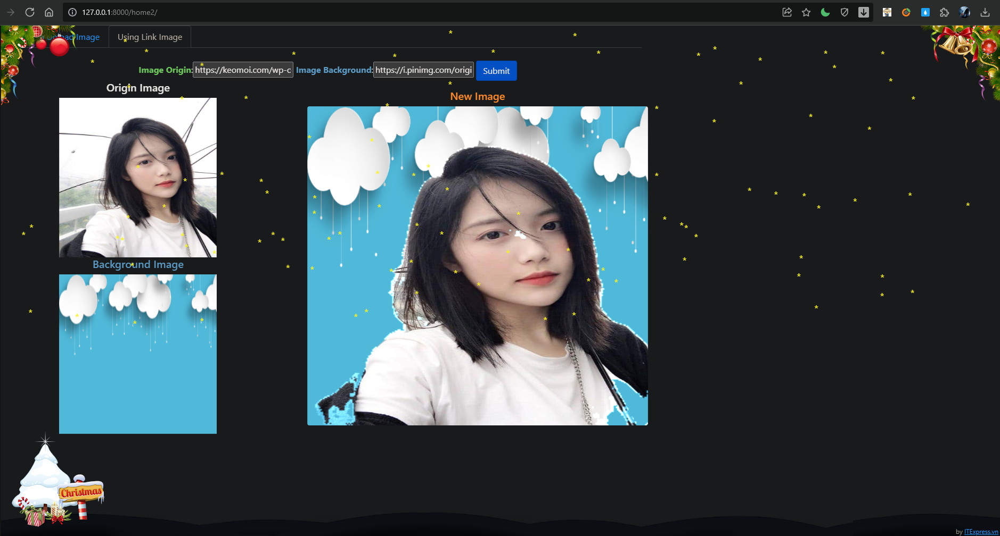 127.0.0.1:8000/home2/
Upload Image
Using Link Image
Image Origin: https://keomoi.com/wp-c Image Background: https://i.pinimg.com/origi Submit
Origin Image
New Image
Background Image
Christmas
by ITExpress.vn